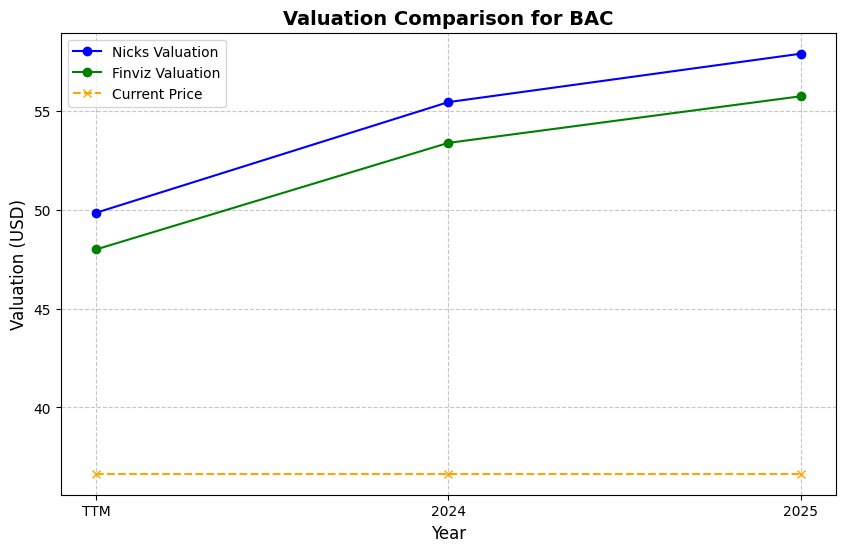 Valuation Comparison for BAC
Nicks Valuation
Finviz Valuation
Current Price
Valuation (USD)
55
50
45
40
TTM
2024
2025
Year